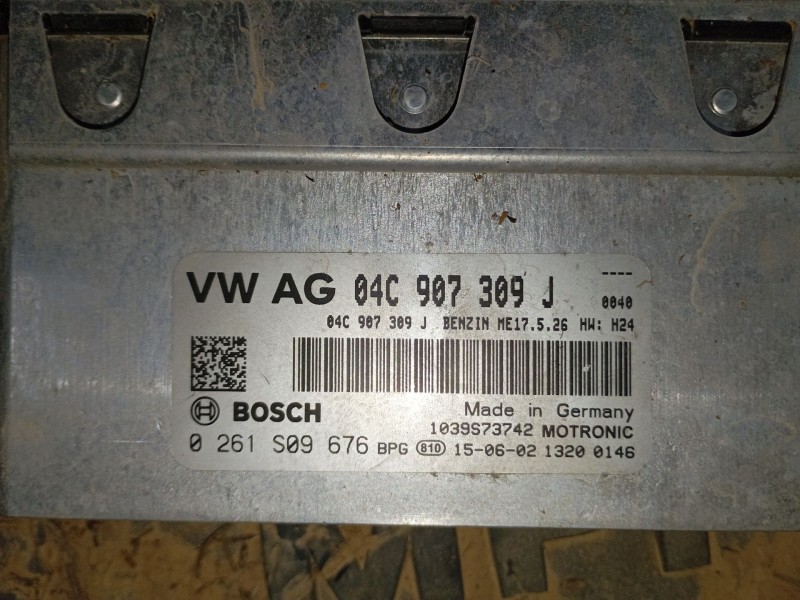 VW AG 04C 907 309 J ----
0040
04C 907 309 J BENZIN ME17.5.26 HW: H24
BOSCH
Made in Germany
1039S73742 MOTRONIC
0 261 S09 676 BPG 810 15-06-02 1320 0146